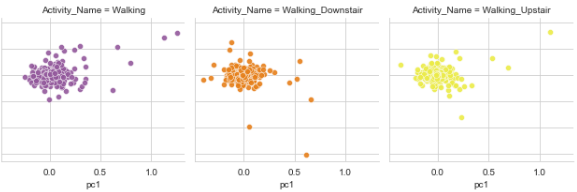 Activity_Name = Walking
Activity_Name = Walking_Downstair
Activity_Name = Walking_Upstair
0.0 0.5 1.0
0.0 0.5 1.0
0.0 0.5 1.0
pc1
pc1
pc1